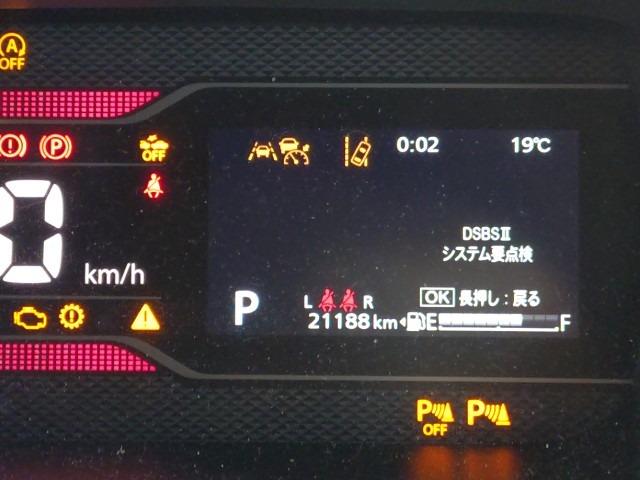 A
OFF
P
OFF
0:02 19℃
0 km/h
DSBSⅡ
システム要点検
P
L R
OK 長押し:戻る
21188 km
E F
P P
OFF